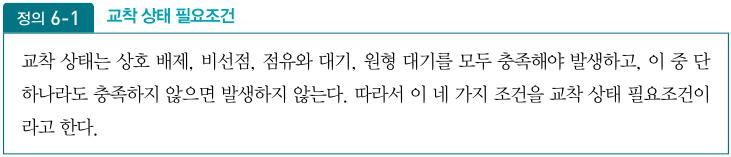 정의 6-1 교착 상태 필요조건
교착 상태는 상호 배제, 비선점, 점유와 대기, 원형 대기를 모두 충족해야 발생하고, 이 중 단
하나라도 충족하지 않으면 발생하지 않는다. 따라서 이 네 가지 조건을 교착 상태 필요조건이
라고 한다.